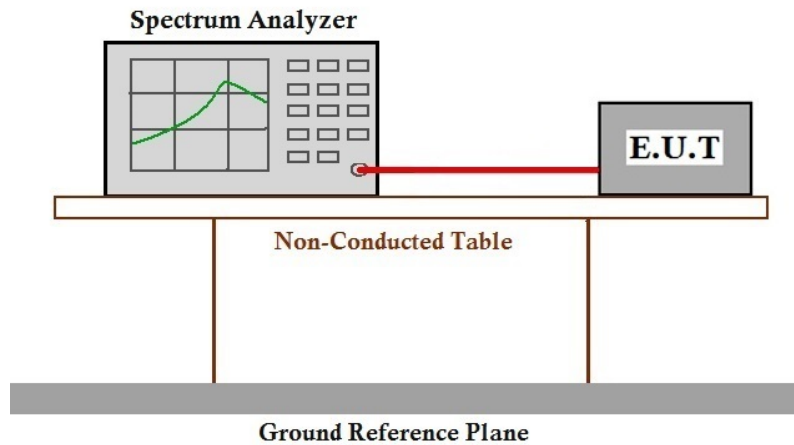 Spectrum Analyzer
E.U.T
Non-Conducted Table
Ground Reference Plane